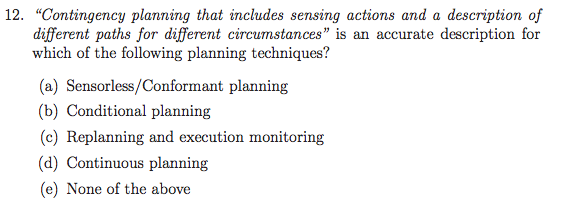 12. “Contingency planning that includes sensing actions and a description of
different paths for different circumstances” is an accurate description for
which of the following planning techniques?
(a) Sensorless/Conformant planning
(b) Conditional planning
(c) Replanning and execution monitoring
(d) Continuous planning
(e) None of the above